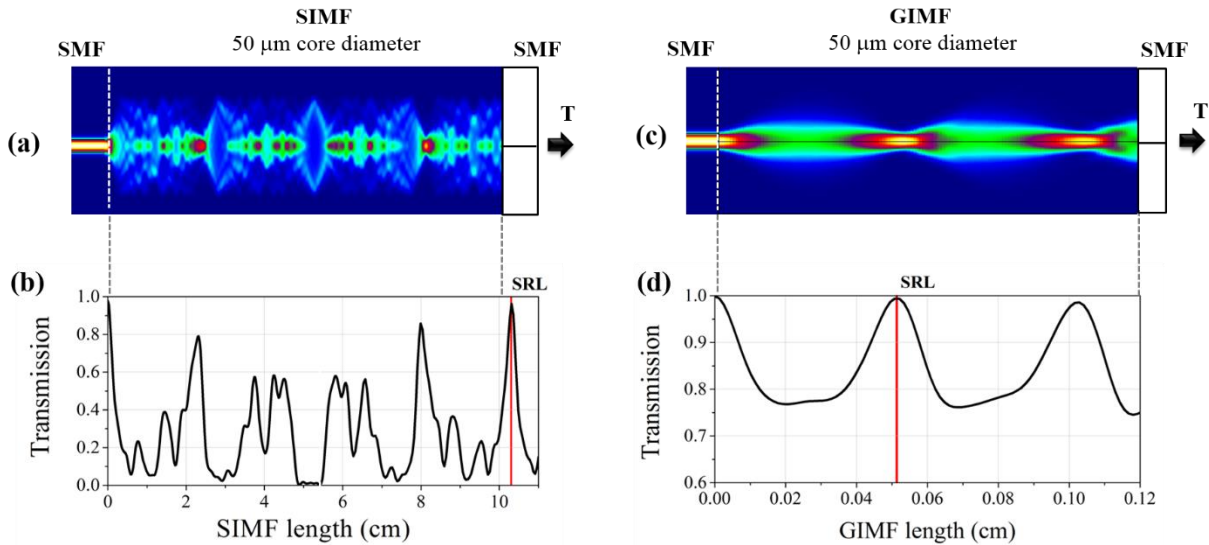 SIMF
50 μm core diameter
SMF
SMF
(a)
T
GIMF
50 μm core diameter
SMF
SMF
(c)
T
(b)
SRL
Transmission
1.0
0.8
0.6
0.4
0.2
0.0
0 2 4 6 8 10
SIMF length (cm)
(d)
SRL
Transmission
1.0
0.9
0.8
0.7
0.6
0.00 0.02 0.04 0.06 0.08 0.10 0.12
GIMF length (cm)